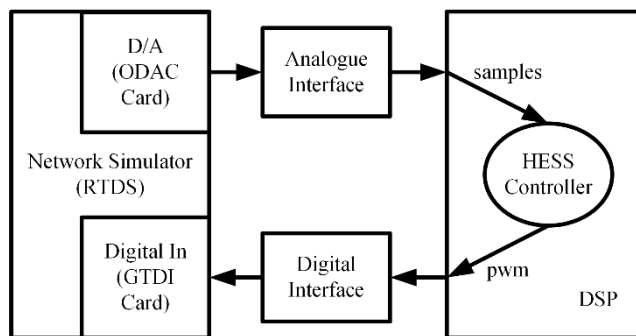 D/A
(ODAC
Card)
Analogue
Interface
samples
Network Simulator
(RTDS)
HESS
Controller
Digital In
(GTDI
Card)
Digital
Interface
pwm
DSP